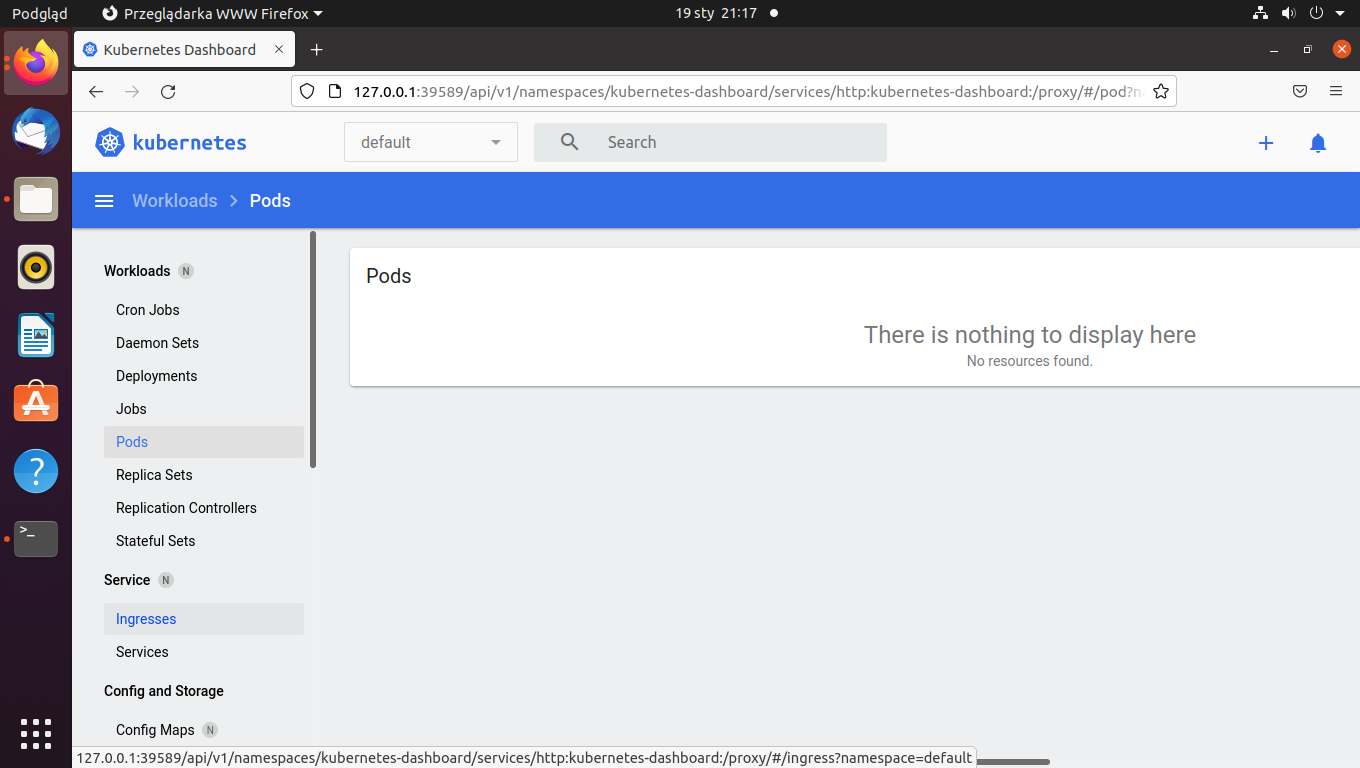 Podgląd
Przeglądarka WWW Firefox
19 sty 21:17
Kubernetes Dashboard
127.0.0.1:39589/api/v1/namespaces/kubernetes-dashboard/services/http:kubernetes-dashboard:/proxy/#/pod?n
kubernetes
default
Search
Workloads
Pods
Workloads N
Cron Jobs
Daemon Sets
Deployments
Jobs
Pods
Replica Sets
Replication Controllers
Stateful Sets
Service N
Ingresses
Services
Config and Storage
Config Maps N
Pods
There is nothing to display here
No resources found.
127.0.0.1:39589/api/v1/namespaces/kubernetes-dashboard/services/http:kubernetes-dashboard:/proxy/#/ingress?namespace=default